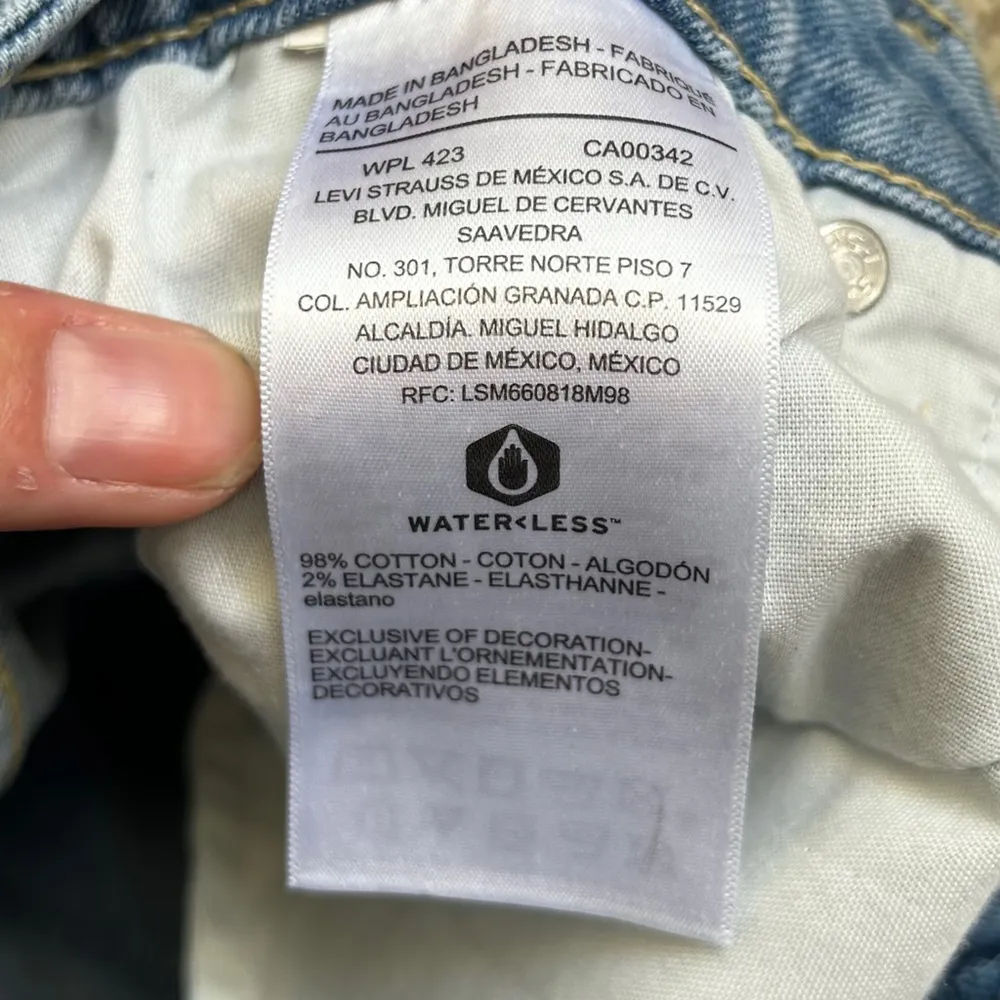 MADE IN BANGLADESH - FABRIQUE
AU BANGLADESH - FABRICADO EN
BANGLADESH
WPL 423 CA00342
LEVI STRAUSS DE MÉXICO S.A. DE C.V.
BLVD. MIGUEL DE CERVANTES
SAAVEDRA
NO. 301, TORRE NORTE PISO 7
COL. AMPLIACIÓN GRANADA C.P. 11529
ALCALDÍA. MIGUEL HIDALGO
CIUDAD DE MÉXICO, MÉXICO
RFC: LSM660818M98
WATER<LESS™
98% COTTON - COTON - ALGODÓN
2% ELASTANE - ELASTHANNE -
elastano
EXCLUSIVE OF DECORATION-
EXCLUANT L'ORNEMENTATION-
EXCLUYENDO ELEMENTOS
DECORATIVOS